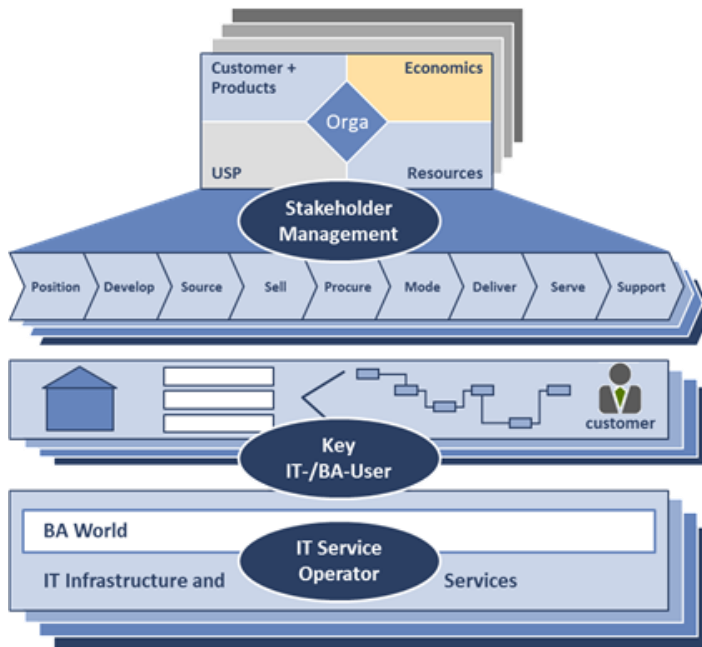 Customer +
Products
Economics
Orga
USP
Resources
Stakeholder
Management
Position
Develop
Source
Sell
Procure
Mode
Deliver
Serve
Support
customer
Key
IT-/BA-User
BA World
IT Service
Operator
IT Infrastructure and
Services